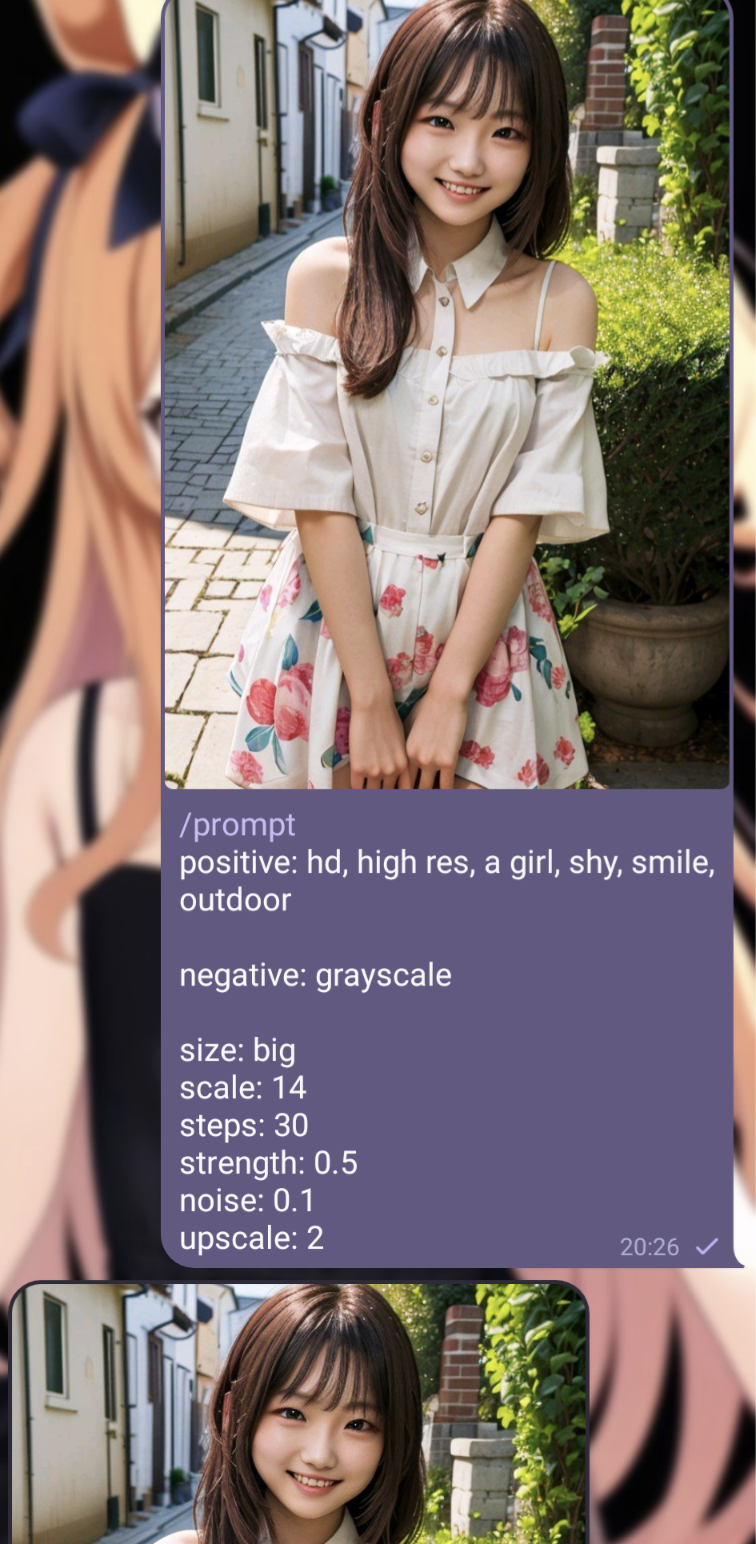 /prompt
positive: hd, high res, a girl, shy, smile,
outdoor
negative: grayscale
size: big
scale: 14
steps: 30
strength: 0.5
noise: 0.1
upscale: 2
20:26